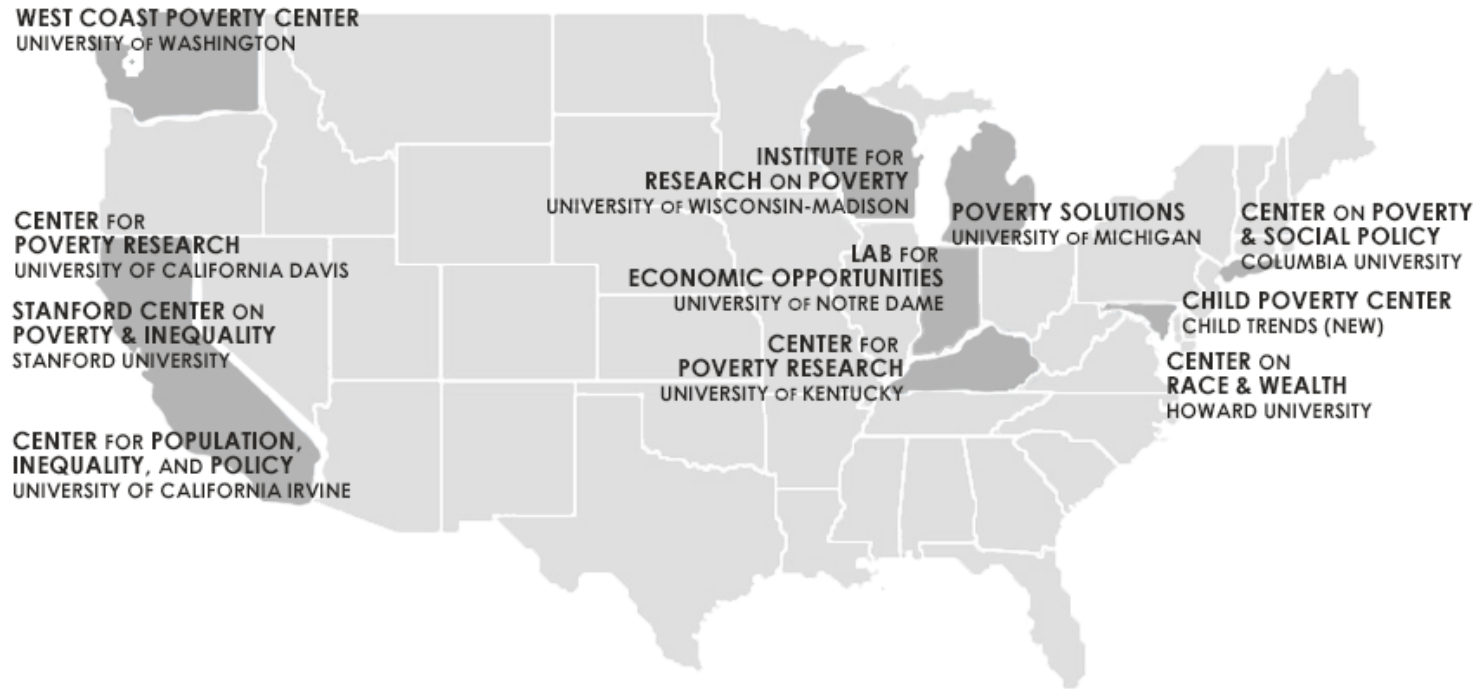 WEST COAST POVERTY CENTER
UNIVERSITY OF WASHINGTON
CENTER FOR
POVERTY RESEARCH
UNIVERSITY OF CALIFORNIA DAVIS
STANFORD CENTER ON
POVERTY & INEQUALITY
STANFORD UNIVERSITY
CENTER FOR POPULATION,
INEQUALITY, AND POLICY
UNIVERSITY OF CALIFORNIA IRVINE
INSTITUTE FOR
RESEARCH ON POVERTY
UNIVERSITY OF WISCONSIN-MADISON
LAB FOR
ECONOMIC OPPORTUNITIES
UNIVERSITY OF NOTRE DAME
CENTER FOR
POVERTY RESEARCH
UNIVERSITY OF KENTUCKY
POVERTY SOLUTIONS
UNIVERSITY OF MICHIGAN
CENTER ON POVERTY
& SOCIAL POLICY
COLUMBIA UNIVERSITY
CHILD POVERTY CENTER
CHILD TRENDS (NEW)
CENTER ON
RACE & WEALTH
HOWARD UNIVERSITY